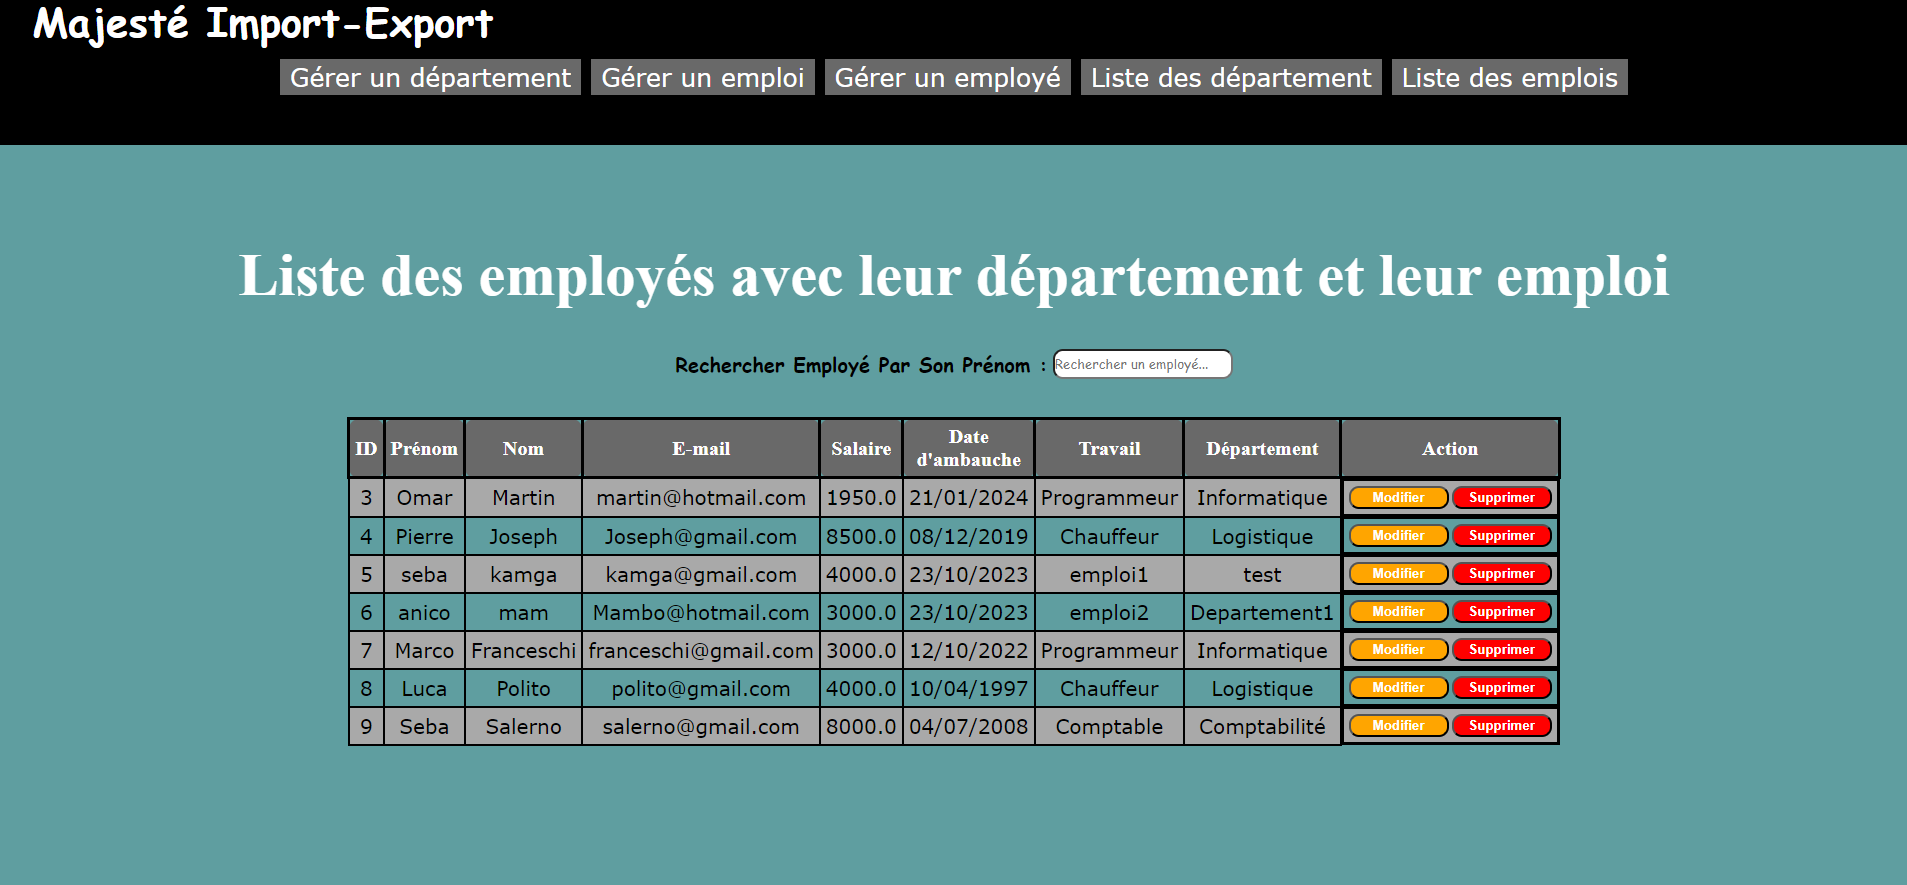 Majesté Import-Export
Gérer un département Gérer un emploi Gérer un employé Liste des département Liste des emplois
Liste des employés avec leur département et leur emploi
Rechercher Employé Par Son Prénom : Rechercher un employé...
ID Prénom Nom E-mail Salaire Date d'ambauche Travail Département Action
3 Omar Martin martin@hotmail.com 1950.0 21/01/2024 Programmeur Informatique Modifier Supprimer
4 Pierre Joseph Joseph@gmail.com 8500.0 08/12/2019 Chauffeur Logistique Modifier Supprimer
5 seba kamga kamga@gmail.com 4000.0 23/10/2023 emploi1 test Modifier Supprimer
6 anico mam Mambo@hotmail.com 3000.0 23/10/2023 emploi2 Departement1 Modifier Supprimer
7 Marco Franceschi franceschi@gmail.com 3000.0 12/10/2022 Programmeur Informatique Modifier Supprimer
8 Luca Polito polito@gmail.com 4000.0 10/04/1997 Chauffeur Logistique Modifier Supprimer
9 Seba Salerno salerno@gmail.com 8000.0 04/07/2008 Comptable Comptabilité Modifier Supprimer